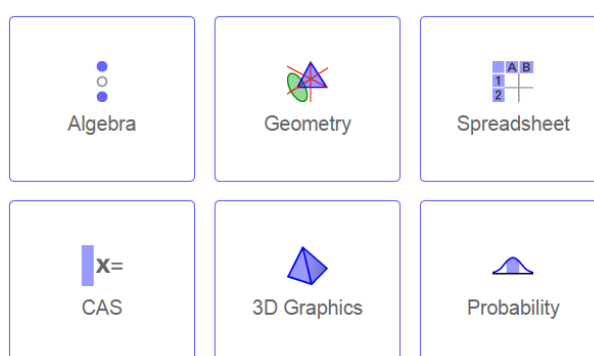 A B
1
2
Algebra Geometry Spreadsheet
x=
CAS 3D Graphics Probability